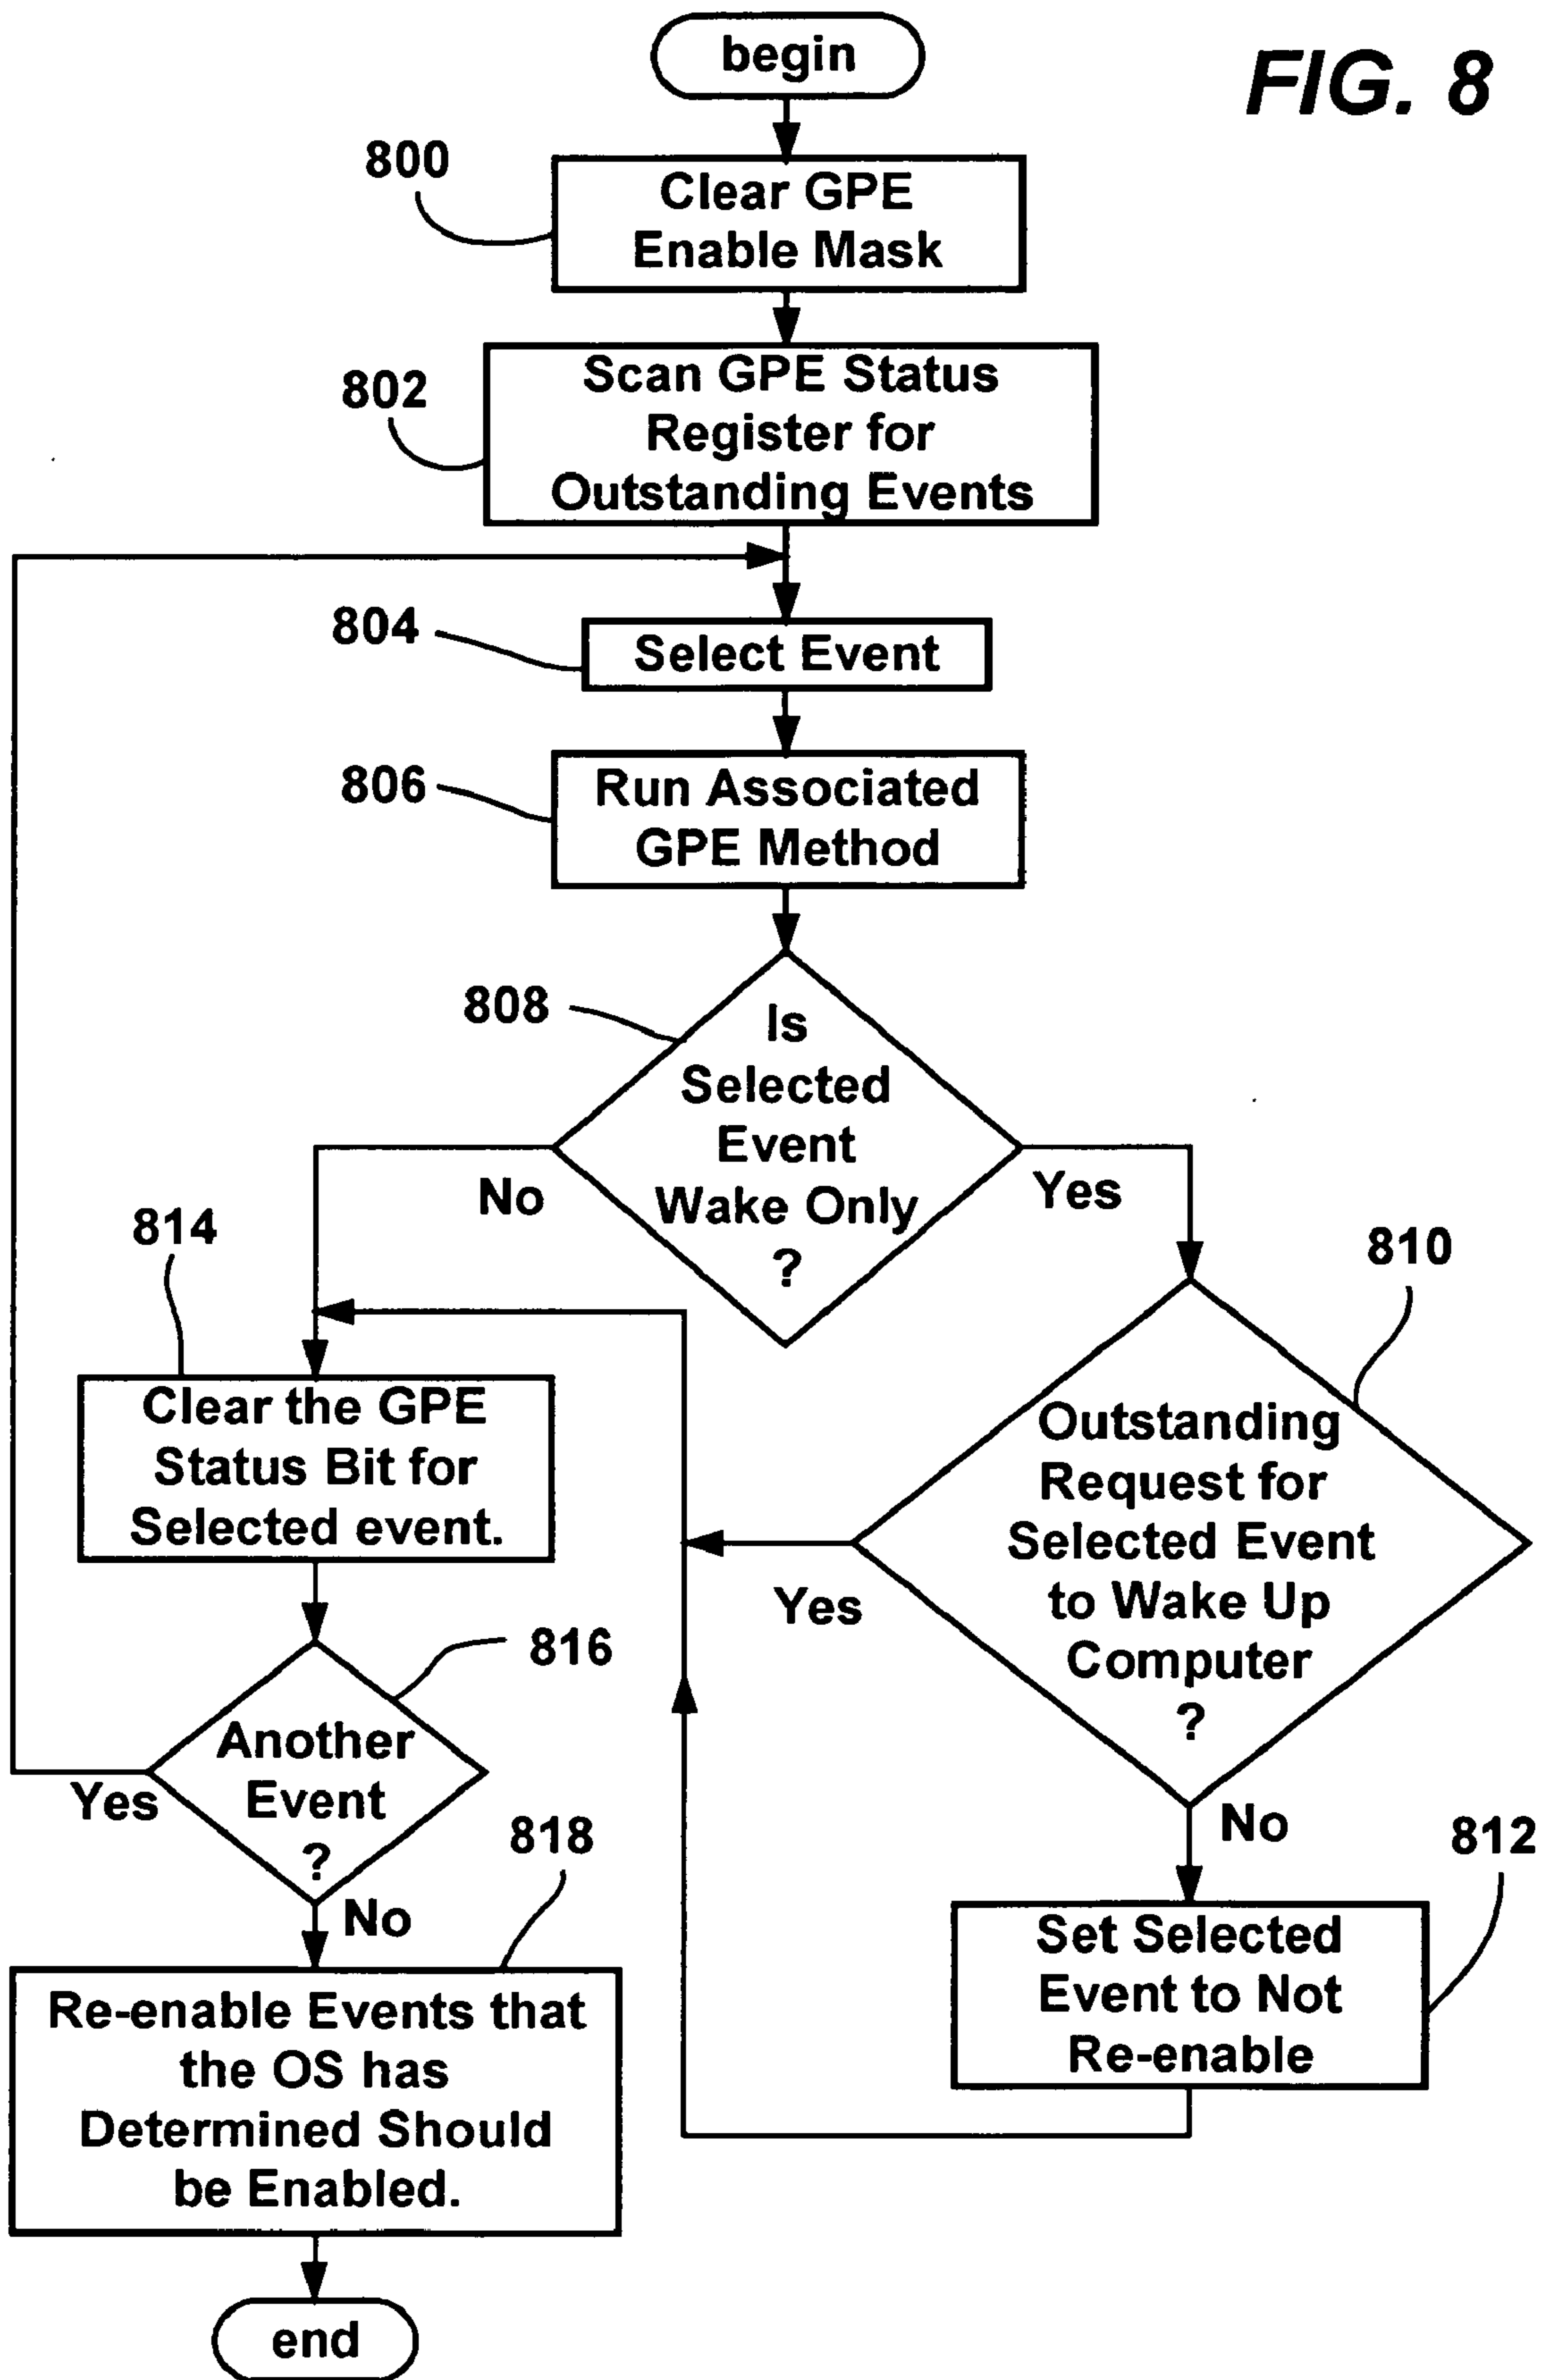 FIG. 8
begin
800
Clear GPE
Enable Mask
802
Scan GPE Status
Register for
Outstanding Events
804
Select Event
806
Run Associated
GPE Method
808
Is
Selected
Event
Wake Only
?
No
Yes
814
810
Clear the GPE
Status Bit for
Selected event.
Outstanding
Request for
Selected Event
to Wake Up
Computer
?
Yes
816
Another
Event
?
Yes
No
818
No
812
Set Selected
Event to Not
Re-enable
Re-enable Events that
the OS has
Determined Should
be Enabled.
end